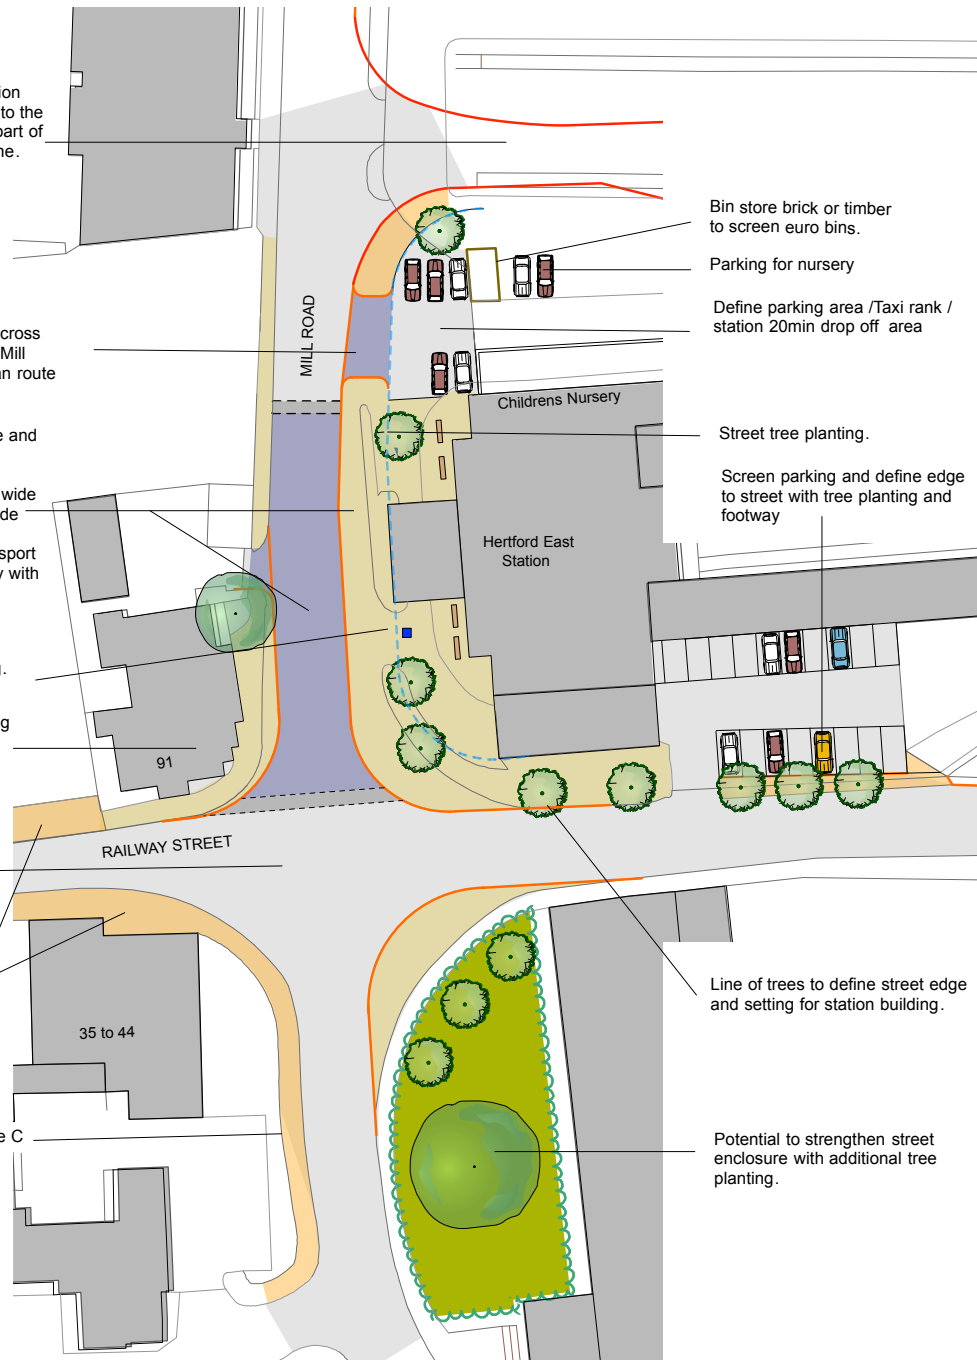 ion
to the
part of
ne.
Bin store brick or timber
to screen euro bins.
Parking for nursery
Define parking area /Taxi rank /
station 20min drop off area
MILL ROAD
cross
Mill
an route
Childrens Nursery
Street tree planting.
e and
Screen parking and define edge
to street with tree planting and
footway
wide
de
Hertford East
Station
sport
y with
g.
ng
91
RAILWAY STREET
Line of trees to define street edge
and setting for station building.
35 to 44
e C
Potential to strengthen street
enclosure with additional tree
planting.